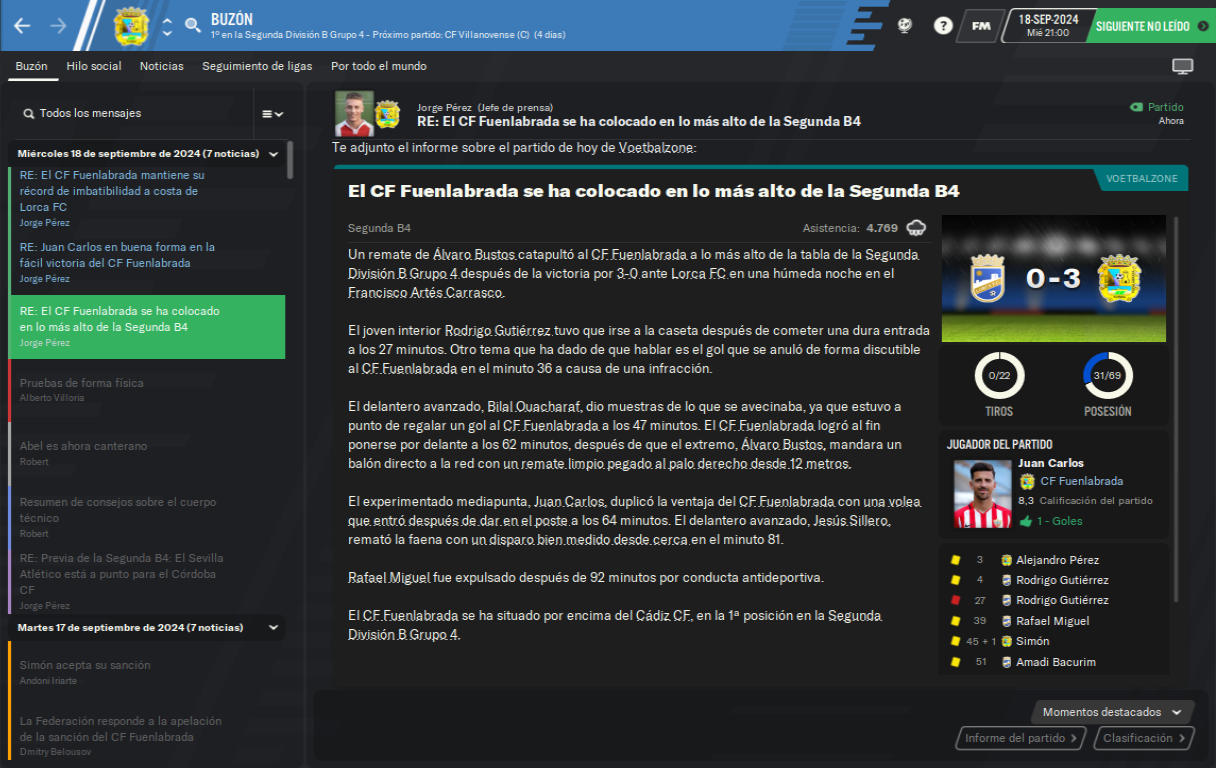 BUZÓN
1º en la Segunda División B Grupo 4 - Próximo partido: CF Villanovense (C) (4 días)
FM
18-SEP-2024
Mié 21:00
SIGUIENTE NO LEÍDO
Buzón Hilo social Noticias Seguimiento de ligas Por todo el mundo
Todos los mensajes
Miércoles 18 de septiembre de 2024 (7 noticias)
RE: El CF Fuenlabrada mantiene su
récord de imbatibilidad a costa de
Lorca FC
Jorge Pérez
RE: Juan Carlos en buena forma en la
fácil victoria del CF Fuenlabrada
Jorge Pérez
RE: El CF Fuenlabrada se ha colocado
en lo más alto de la Segunda B4
Jorge Pérez
Pruebas de forma física
Alberto Villoria
Abel es ahora canterano
Robert
Resumen de consejos sobre el cuerpo
técnico
Robert
RE: Previa de la Segunda B4: El Sevilla
Atlético está a punto para el Córdoba
CF
Jorge Pérez
Martes 17 de septiembre de 2024 (7 noticias)
Simón acepta su sanción
Andoni Iriarte
La Federación responde a la apelación
de la sanción del CF Fuenlabrada
Dmitry Belousov
Jorge Pérez (Jefe de prensa)
RE: El CF Fuenlabrada se ha colocado en lo más alto de la Segunda B4
Partido
Ahora
Te adjunto el informe sobre el partido de hoy de Voetbalzone:
El CF Fuenlabrada se ha colocado en lo más alto de la Segunda B4
VOETBALZONE
Segunda B4
Asistencia: 4.769
Un remate de Álvaro Bustos catapultó al CF Fuenlabrada a lo más alto de la tabla de la Segunda
División B Grupo 4 después de la victoria por 3-0 ante Lorca FC en una húmeda noche en el
Francisco Artés Carrasco.
El joven interior Rodrigo Gutiérrez tuvo que irse a la caseta después de cometer una dura entrada
a los 27 minutos. Otro tema que ha dado de que hablar es el gol que se anuló de forma discutible
al CF Fuenlabrada en el minuto 36 a causa de una infracción.
El delantero avanzado, Bilal Ouacharaf, dio muestras de lo que se avecinaba, ya que estuvo a
punto de regalar un gol al CF Fuenlabrada a los 47 minutos. El CF Fuenlabrada logró al fin
ponerse por delante a los 62 minutos, después de que el extremo, Álvaro Bustos, mandara un
balón directo a la red con un remate limpio pegado al palo derecho desde 12 metros.
El experimentado mediapunta, Juan Carlos, duplicó la ventaja del CF Fuenlabrada con una volea
que entró después de dar en el poste a los 64 minutos. El delantero avanzado, Jesús Sillero,
remató la faena con un disparo bien medido desde cerca en el minuto 81.
Rafael Miguel fue expulsado después de 92 minutos por conducta antideportiva.
El CF Fuenlabrada se ha situado por encima del Cádiz CF, en la 1ª posición en la Segunda
División B Grupo 4.
0-3
0/22
31/69
TIROS
POSESIÓN
JUGADOR DEL PARTIDO
Juan Carlos
CF Fuenlabrada
8,3 Calificación del partido
1 - Goles
3 Alejandro Pérez
4 Rodrigo Gutiérrez
27 Rodrigo Gutiérrez
39 Rafael Miguel
45 + 1 Simón
51 Amadi Bacurim
Momentos destacados
Informe del partido
Clasificación